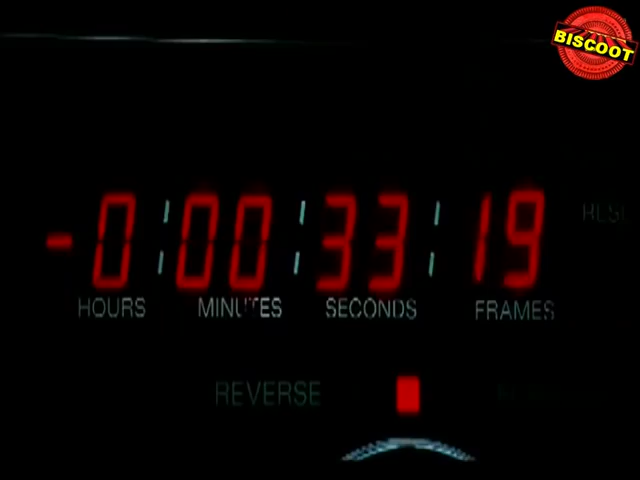 BISCOOT
-0:00:33:19
HOURS MINUTES SECONDS FRAMES
REVERSE